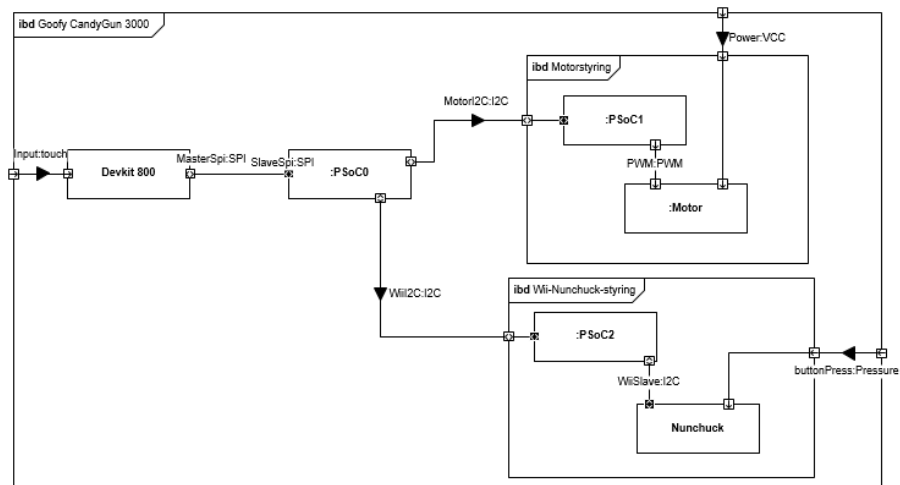 ibd Goofy CandyGun 3000
Power:VCC
ibd Motorstyring
MotorI2C:I2C
:PSoC1
Input:touch
MasterSpi:SPI
SlaveSpi:SPI
PWM:PWM
Devkit 800
:PSoC0
:Motor
ibd Wii-Nunchuck-styring
WiiI2C:I2C
:PSoC2
buttonPress:Pressure
WiiSlave:I2C
Nunchuck